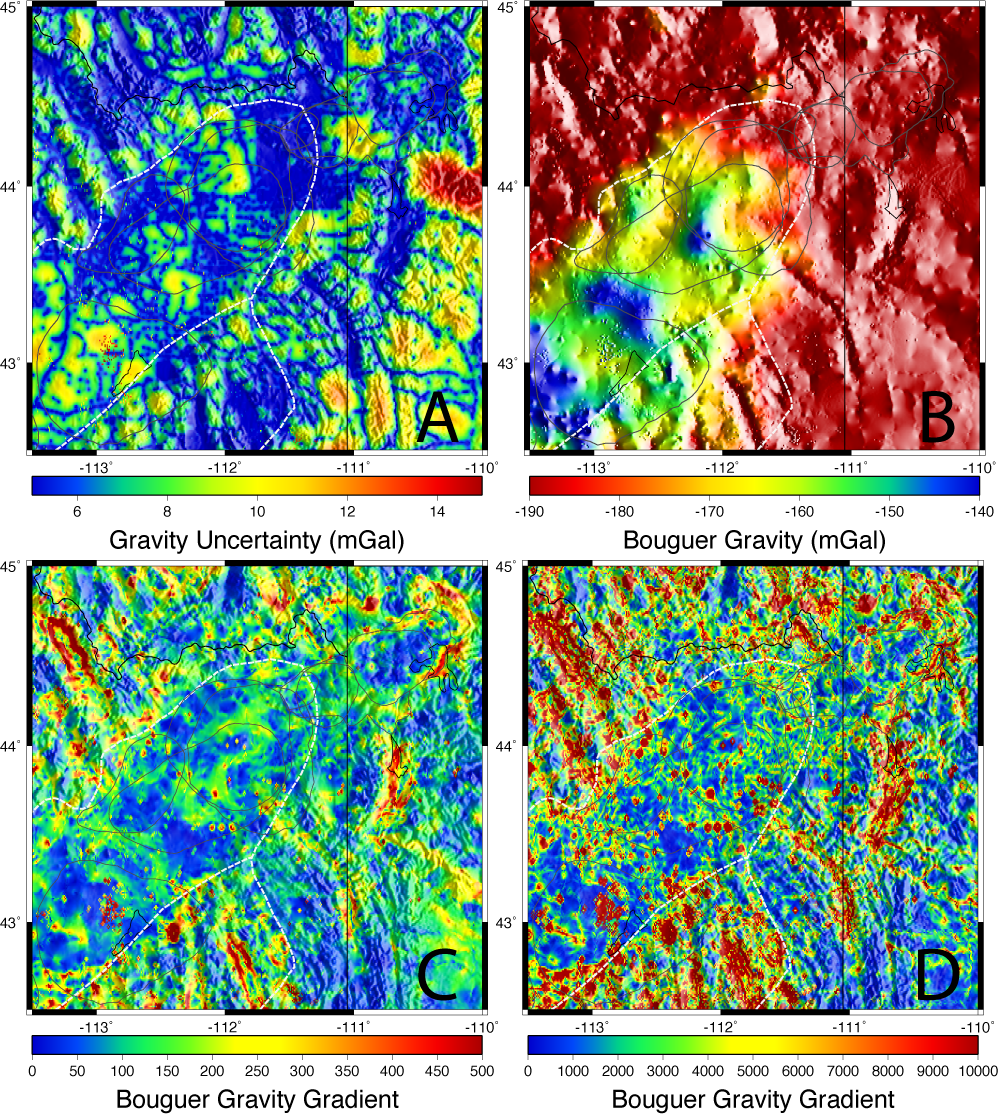 45° 45°
44° 44°
43° 43°
A B
-113° -112° -111° -110° -113° -112° -111° -110°
6 8 10 12 14 -190 -180 -170 -160 -150 -140
Gravity Uncertainty (mGal) Bouguer Gravity (mGal)
45° 45°
44° 44°
43° 43°
C D
-113° -112° -111° -110° -113° -112° -111° -110°
0 50 100 150 200 250 300 350 400 450 500 0 1000 2000 3000 4000 5000 6000 7000 8000 9000 10000
Bouguer Gravity Gradient Bouguer Gravity Gradient